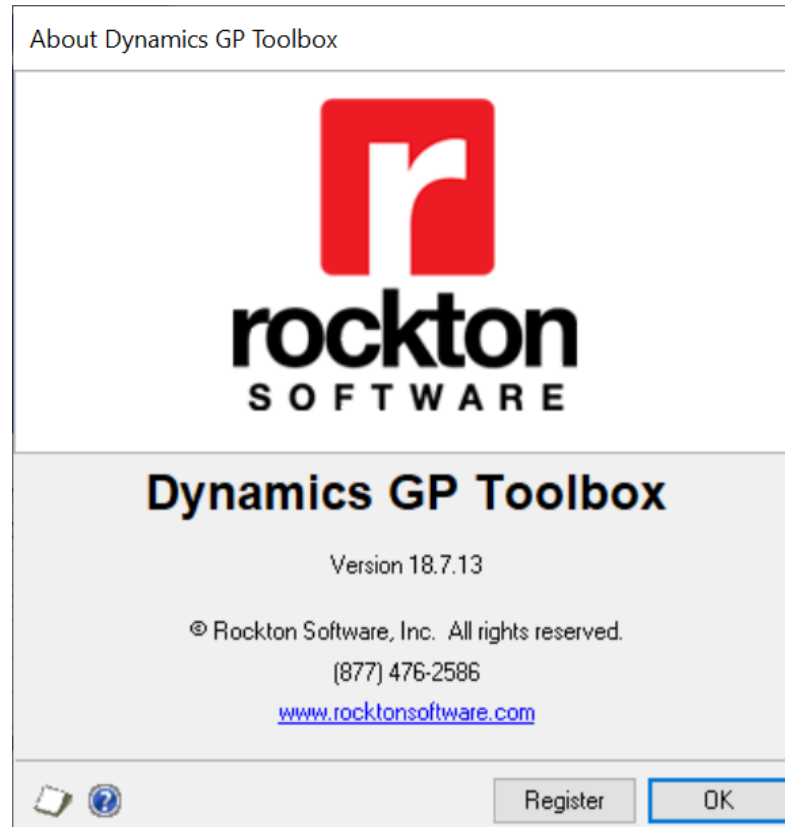 About Dynamics GP Toolbox
r
rockton
SOFTWARE
Dynamics GP Toolbox
Version 18.7.13
© Rockton Software, Inc. All rights reserved.
(877) 476-2586
www.rocktonsoftware.com
Register OK